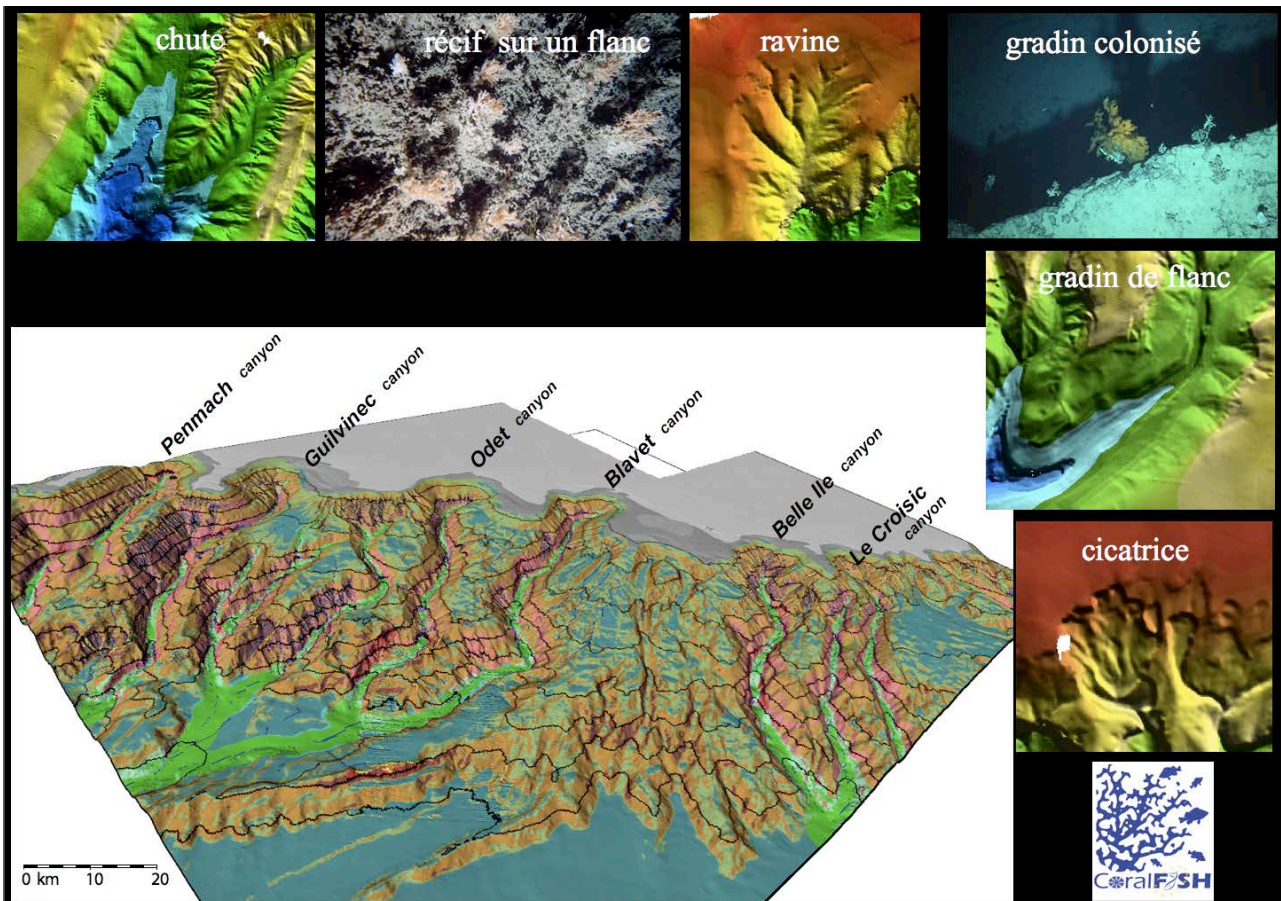 chute
récif sur un flanc
ravine
gradin colonisé
gradin de flanc
Penmach canyon
Guilvinec canyon
Odet canyon
Blavet canyon
Belle Ile canyon
Le Croisic
canyon
cicatrice
0 km 10 20
CoralFISH